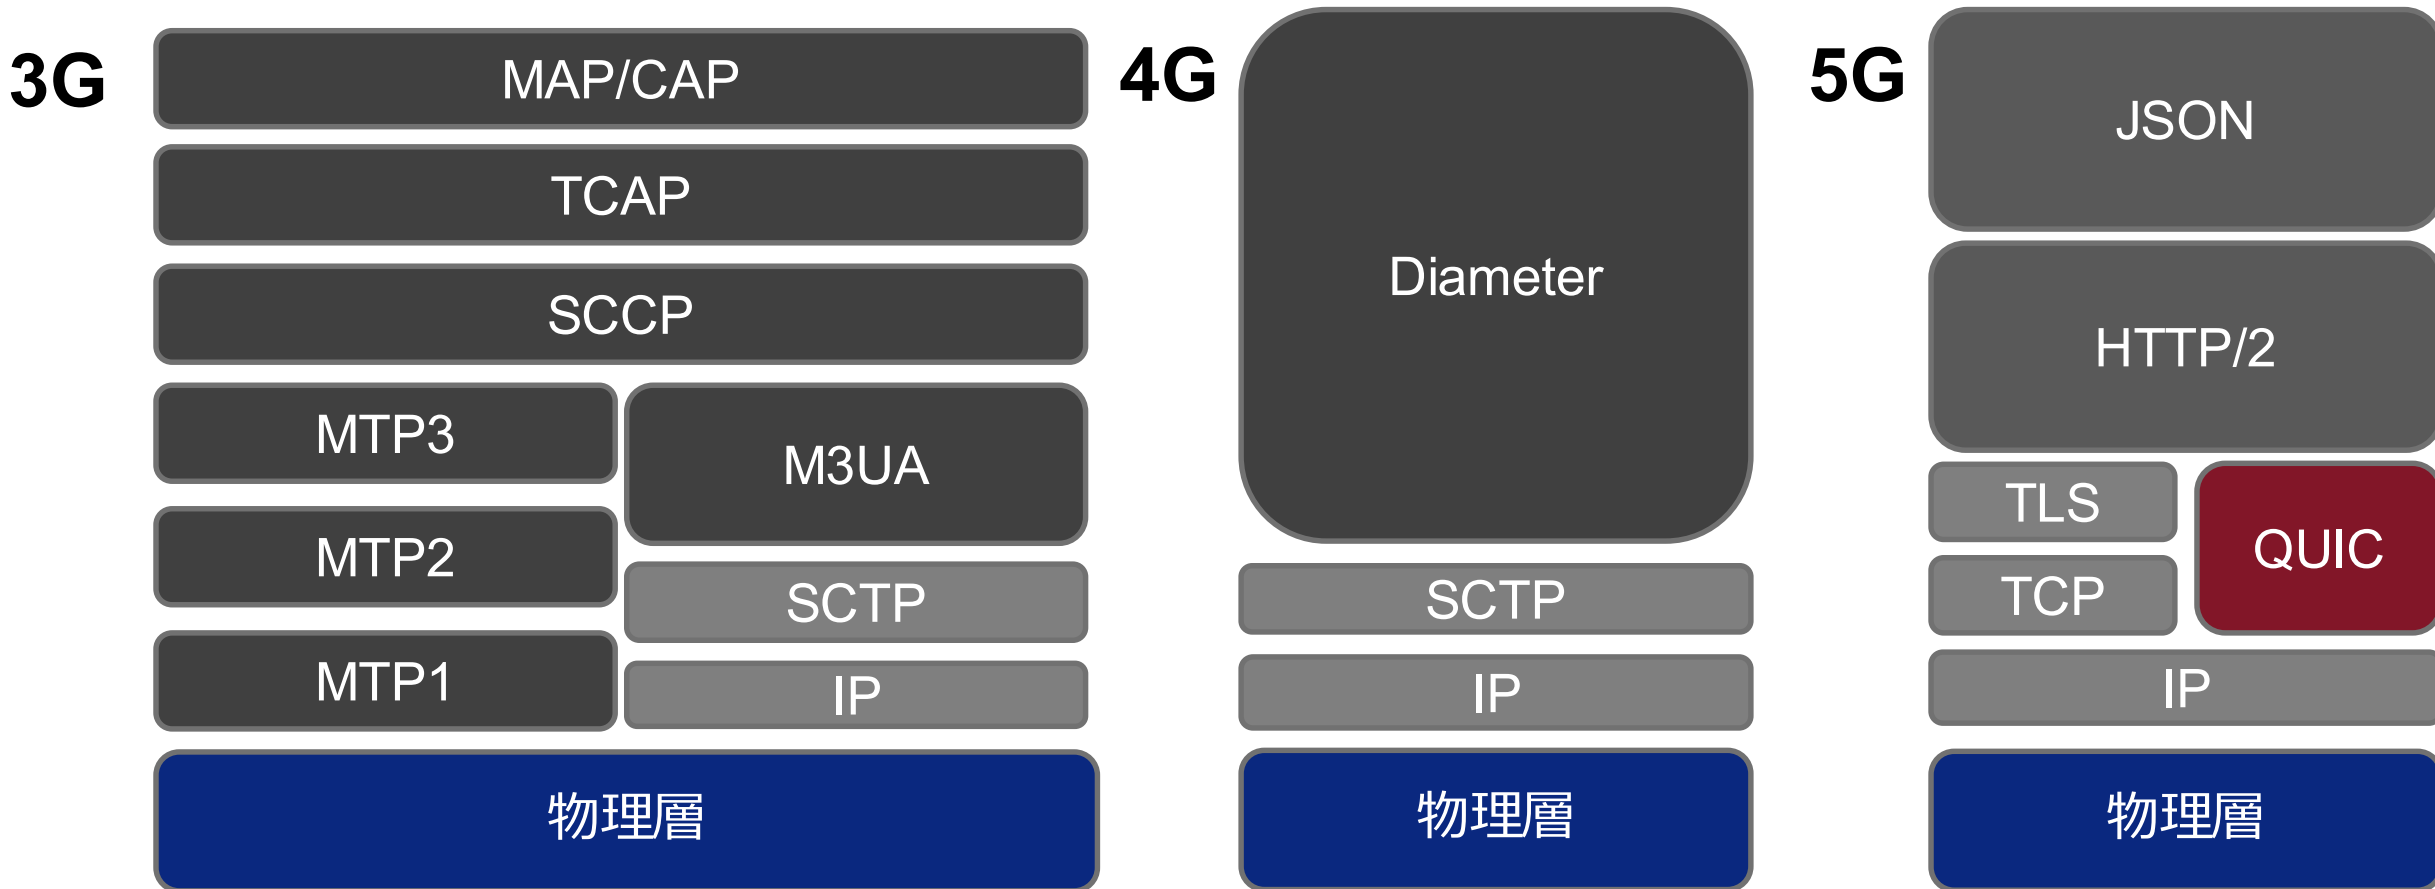 3G
MAP/CAP
TCAP
SCCP
MTP3
M3UA
MTP2
SCTP
MTP1
IP
物理層
4G
Diameter
SCTP
IP
物理層
5G
JSON
HTTP/2
TLS
QUIC
TCP
IP
物理層